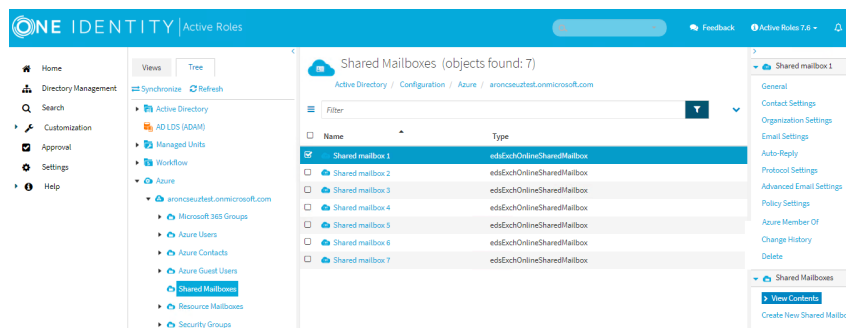 ONE IDENTITY Active Roles
Feedback
Active Roles 7.6
Home
Directory Management
Search
Customization
Approval
Settings
Help
Views
Tree
Synchronize
Refresh
Active Directory
AD LDS (ADAM)
Managed Units
Workflow
Azure
aroncseuztest.onmicrosoft.com
Microsoft 365 Groups
Azure Users
Azure Contacts
Azure Guest Users
Shared Mailboxes
Resource Mailboxes
Security Groups
Shared Mailboxes (objects found: 7)
Active Directory / Configuration / Azure / aroncseuztest.onmicrosoft.com
Filter
Name Type
Shared mailbox 1 edsExchOnlineSharedMailbox
Shared mailbox 2 edsExchOnlineSharedMailbox
Shared mailbox 3 edsExchOnlineSharedMailbox
Shared mailbox 4 edsExchOnlineSharedMailbox
Shared mailbox 5 edsExchOnlineSharedMailbox
Shared mailbox 6 edsExchOnlineSharedMailbox
Shared mailbox 7 edsExchOnlineSharedMailbox
Shared mailbox 1
General
Contact Settings
Organization Settings
Email Settings
Auto-Reply
Protocol Settings
Advanced Email Settings
Policy Settings
Azure Member Of
Change History
Delete
Shared Mailboxes
View Contents
Create New Shared Mailbo